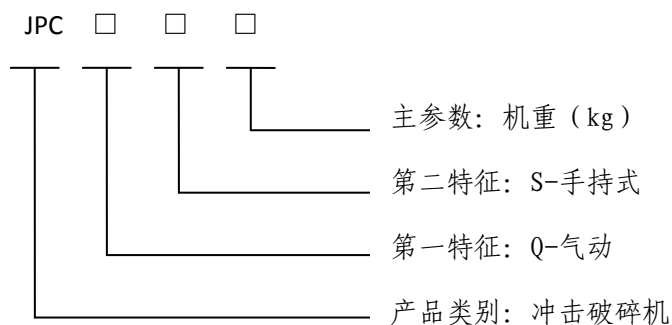 JPC □ □ □
主参数：机重（kg）
第二特征：S-手持式
第一特征：Q-气动
产品类别：冲击破碎机